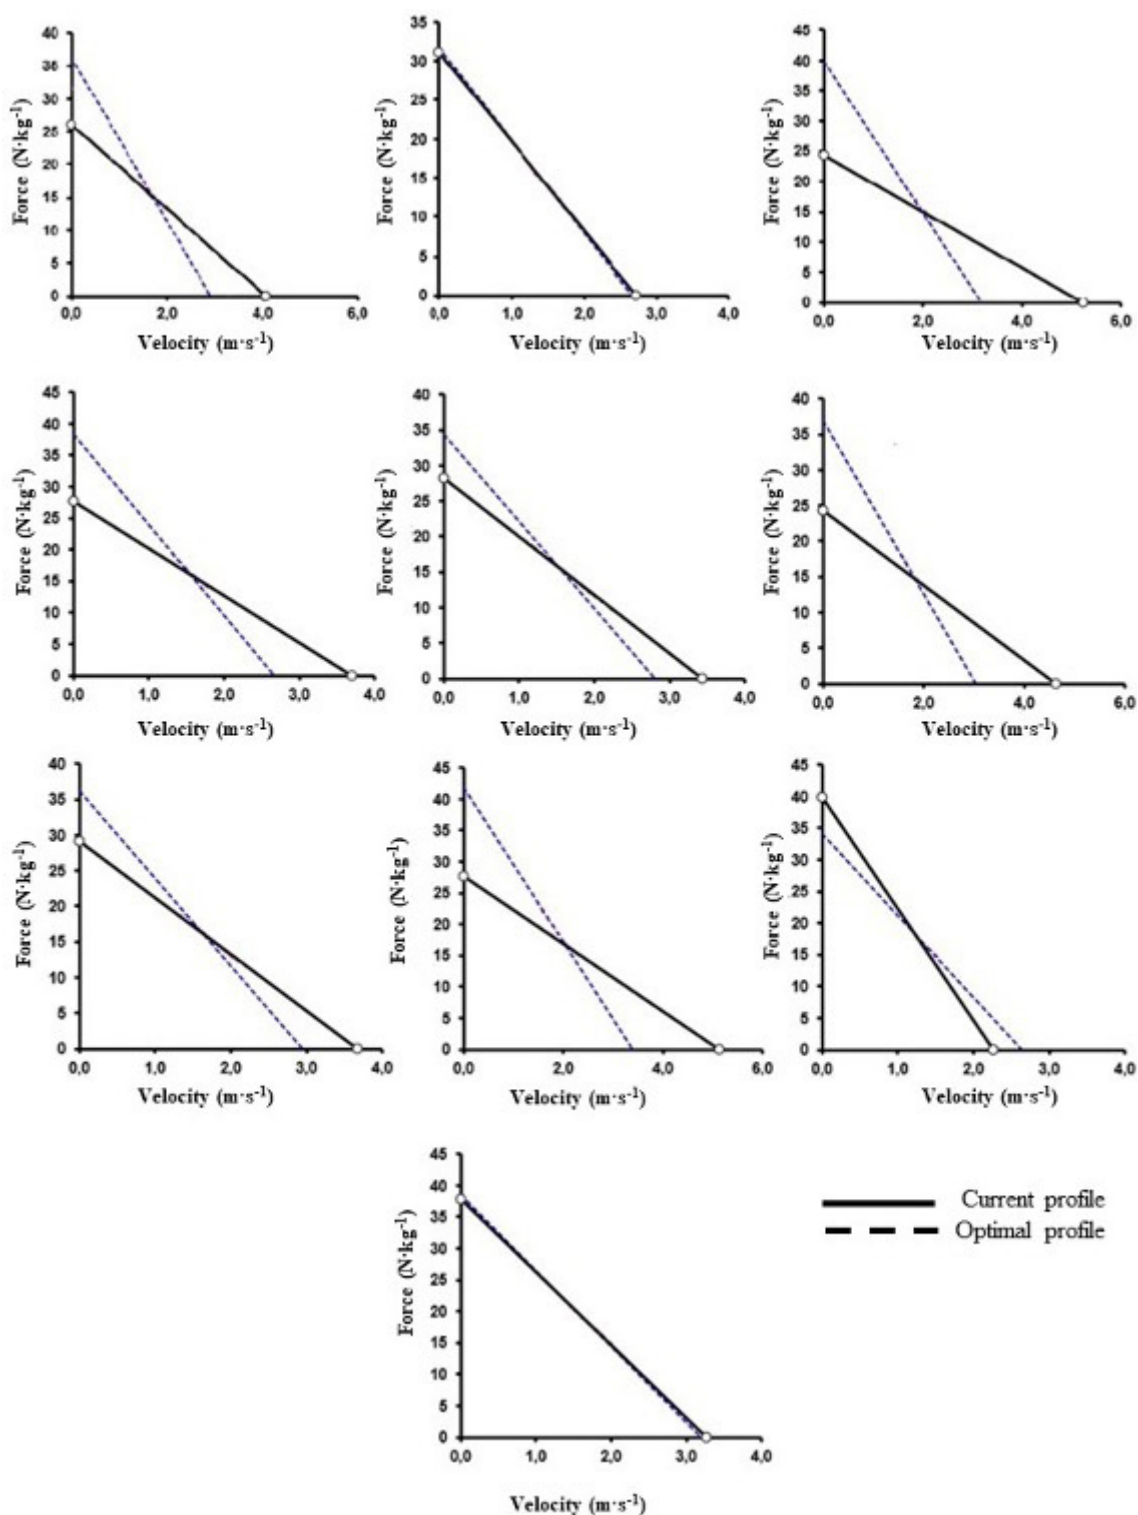 40
35
30
25
20
15
10
5
0
Force (N·kg-1)
0,0 2,0 4,0 6,0
Velocity (m·s-1)
35
30
25
20
15
10
5
0
Force (N·kg-1)
0,0 1,0 2,0 3,0 4,0
Velocity (m·s-1)
45
40
35
30
25
20
15
10
5
0
Force (N·kg-1)
0,0 2,0 4,0 6,0
Velocity (m·s-1)
45
40
35
30
25
20
15
10
5
0
Force (N·kg-1)
0,0 1,0 2,0 3,0 4,0
Velocity (m·s-1)
40
35
30
25
20
15
10
5
0
Force (N·kg-1)
0,0 1,0 2,0 3,0 4,0
Velocity (m·s-1)
40
35
30
25
20
15
10
5
0
Force (N·kg-1)
0,0 2,0 4,0 6,0
Velocity (m·s-1)
40
35
30
25
20
15
10
5
0
Force (N·kg-1)
0,0 1,0 2,0 3,0 4,0
Velocity (m·s-1)
45
40
35
30
25
20
15
10
5
0
Force (N·kg-1)
0,0 2,0 4,0 6,0
Velocity (m·s-1)
45
40
35
30
25
20
15
10
5
0
Force (N·kg-1)
0,0 1,0 2,0 3,0 4,0
Velocity (m·s-1)
45
40
35
30
25
20
15
10
5
0
Force (N·kg-1)
0,0 1,0 2,0 3,0 4,0
Velocity (m·s-1)
Current profile
Optimal profile